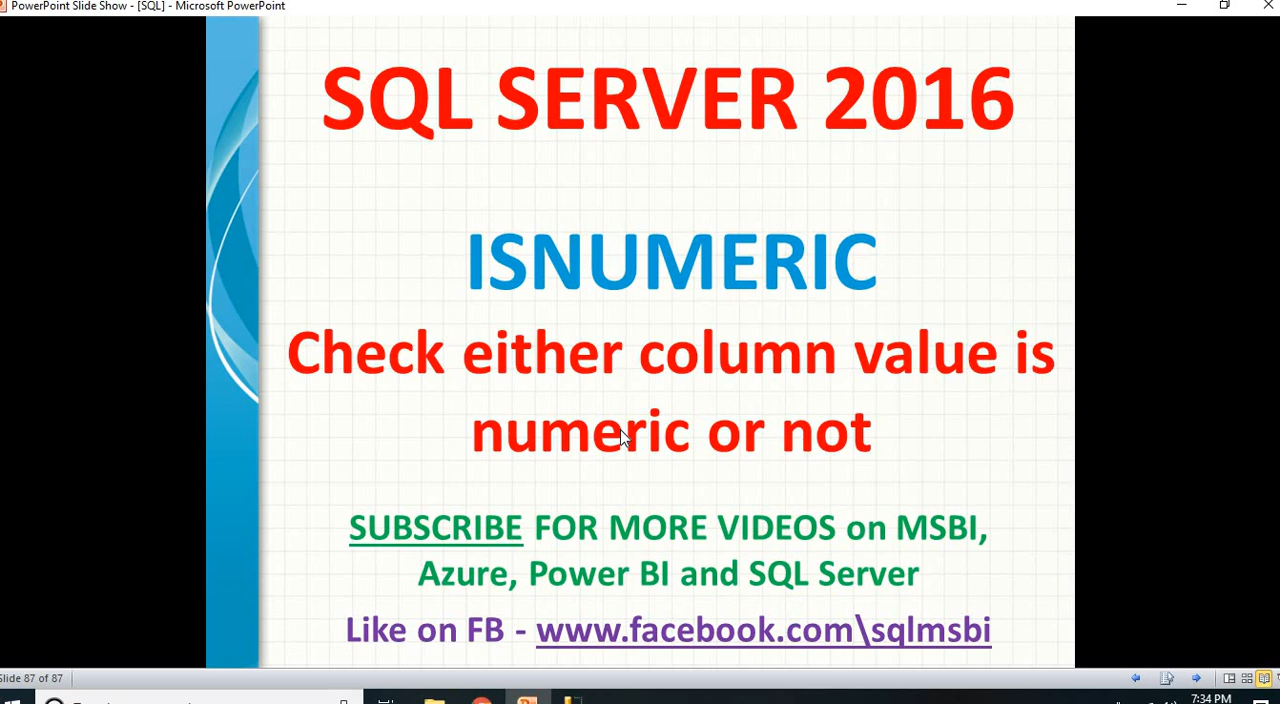 PowerPoint Slide Show - [SQL] - Microsoft PowerPoint
SQL SERVER 2016
ISNUMERIC
Check either column value is
numeric or not
SUBSCRIBE FOR MORE VIDEOS on MSBI,
Azure, Power BI and SQL Server
Like on FB - www.facebook.com\sqlmsbi
Slide 87 of 87
7:34 PM